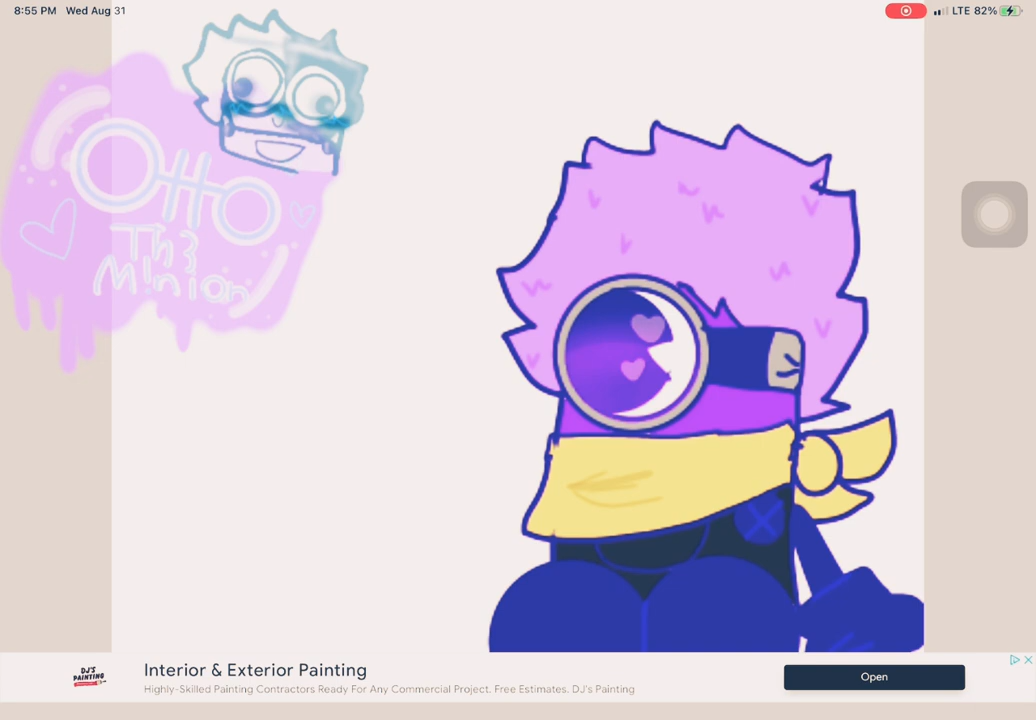 8:55 PM Wed Aug 31
LTE 82%
OttO
Th3
M!nion
DJ'S
PAINTING
Interior & Exterior Painting
Highly-Skilled Painting Contractors Ready For Any Commercial Project. Free Estimates. DJ's Painting
Open